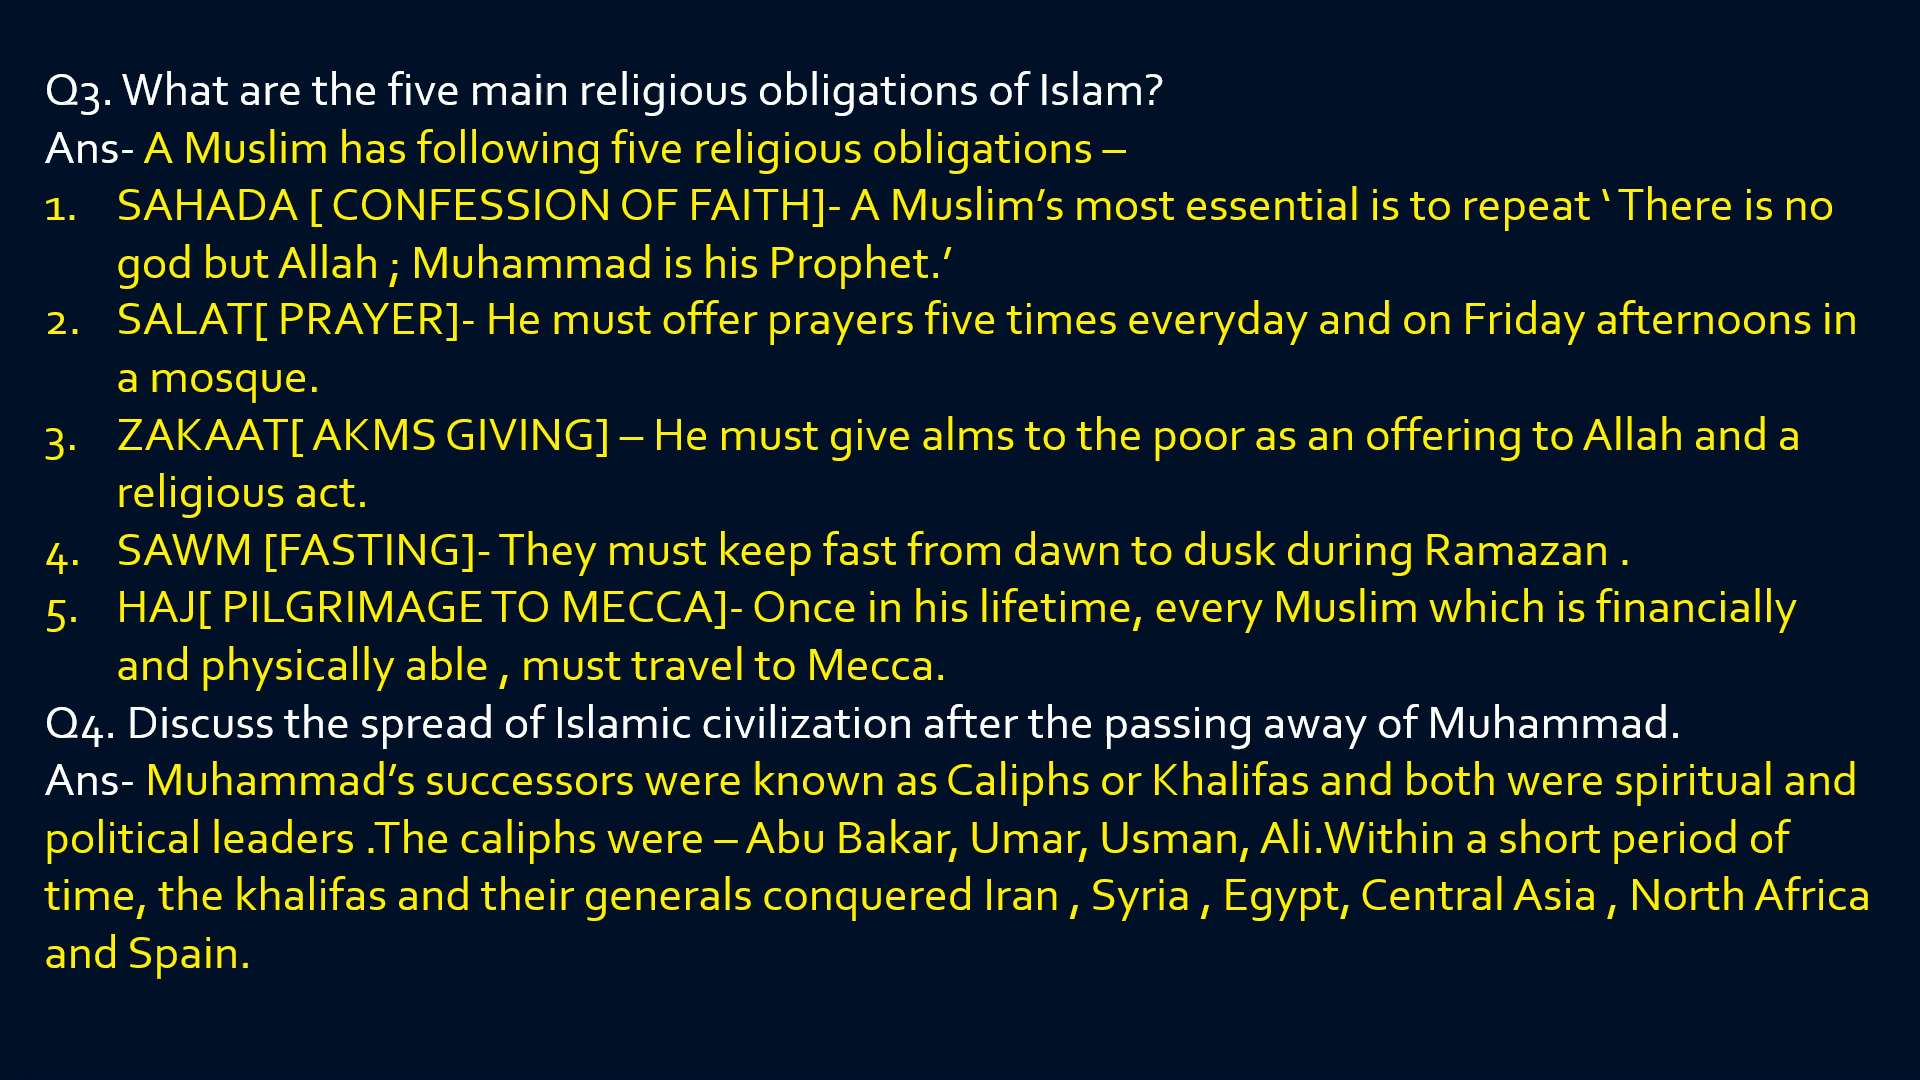 Q3. What are the five main religious obligations of Islam?
Ans- A Muslim has following five religious obligations –
1. SAHADA [ CONFESSION OF FAITH]- A Muslim’s most essential is to repeat ‘ There is no
god but Allah ; Muhammad is his Prophet.’
2. SALAT[ PRAYER]- He must offer prayers five times everyday and on Friday afternoons in
a mosque.
3. ZAKAAT[ AKMS GIVING] – He must give alms to the poor as an offering to Allah and a
religious act.
4. SAWM [FASTING]- They must keep fast from dawn to dusk during Ramazan .
5. HAJ[ PILGRIMAGE TO MECCA]- Once in his lifetime, every Muslim which is financially
and physically able , must travel to Mecca.
Q4. Discuss the spread of Islamic civilization after the passing away of Muhammad.
Ans- Muhammad’s successors were known as Caliphs or Khalifas and both were spiritual and
political leaders .The caliphs were – Abu Bakar, Umar, Usman, Ali.Within a short period of
time, the khalifas and their generals conquered Iran , Syria , Egypt, Central Asia , North Africa
and Spain.